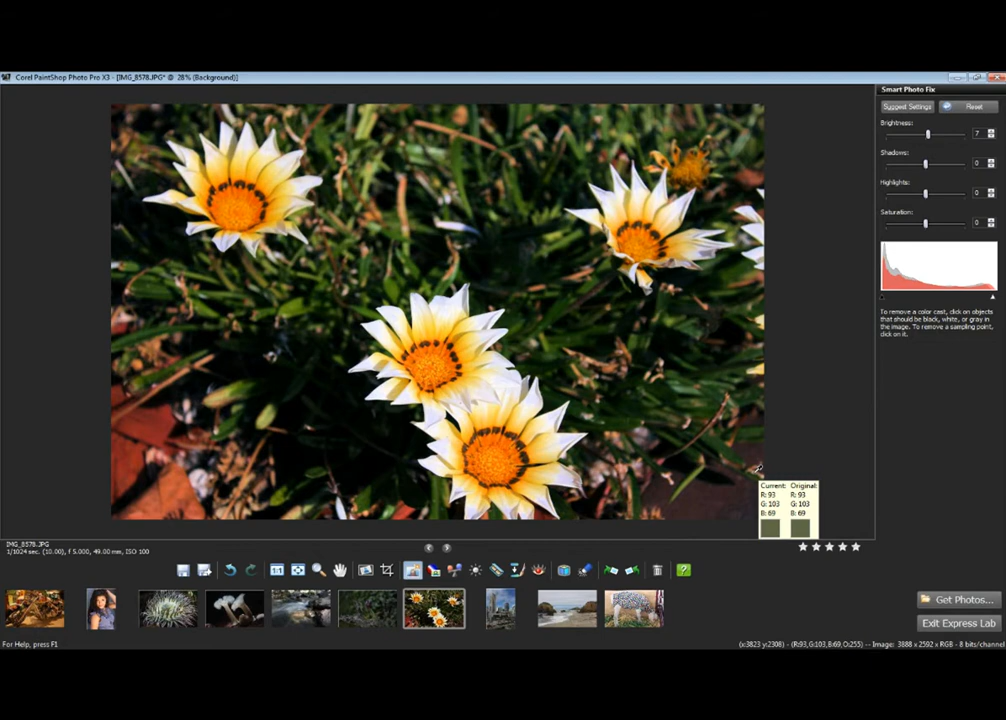 Corel PaintShop Photo Pro X3 - [IMG_8578.JPG* @ 28% (Background)]
Smart Photo Fix
Suggest Settings Reset
Brightness: 7
Shadows: 0
Highlights: 0
Saturation: 0
To remove a color cast, click on objects
that should be black, white, or gray in
the image. To remove a sampling point,
click on it.
Current: Original:
R: 93 R: 93
G: 103 G: 103
B: 69 B: 69
IMG_8578.JPG
1/1024 sec. (10.00), f 5.000, 49.00 mm, ISO 100
Get Photos...
Exit Express Lab
For Help, press F1
(x:3823 y:2308) -- (R:93,G:103,B:69,O:255) -- Image: 3888 x 2592 x RGB - 8 bits/channel